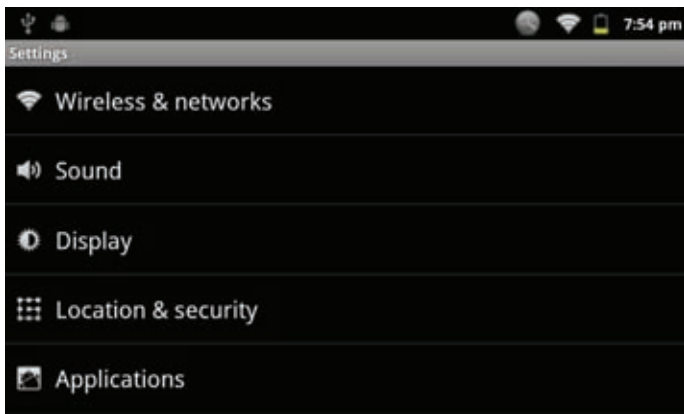 7:54 pm
Settings
Wireless & networks
Sound
Display
Location & security
Applications